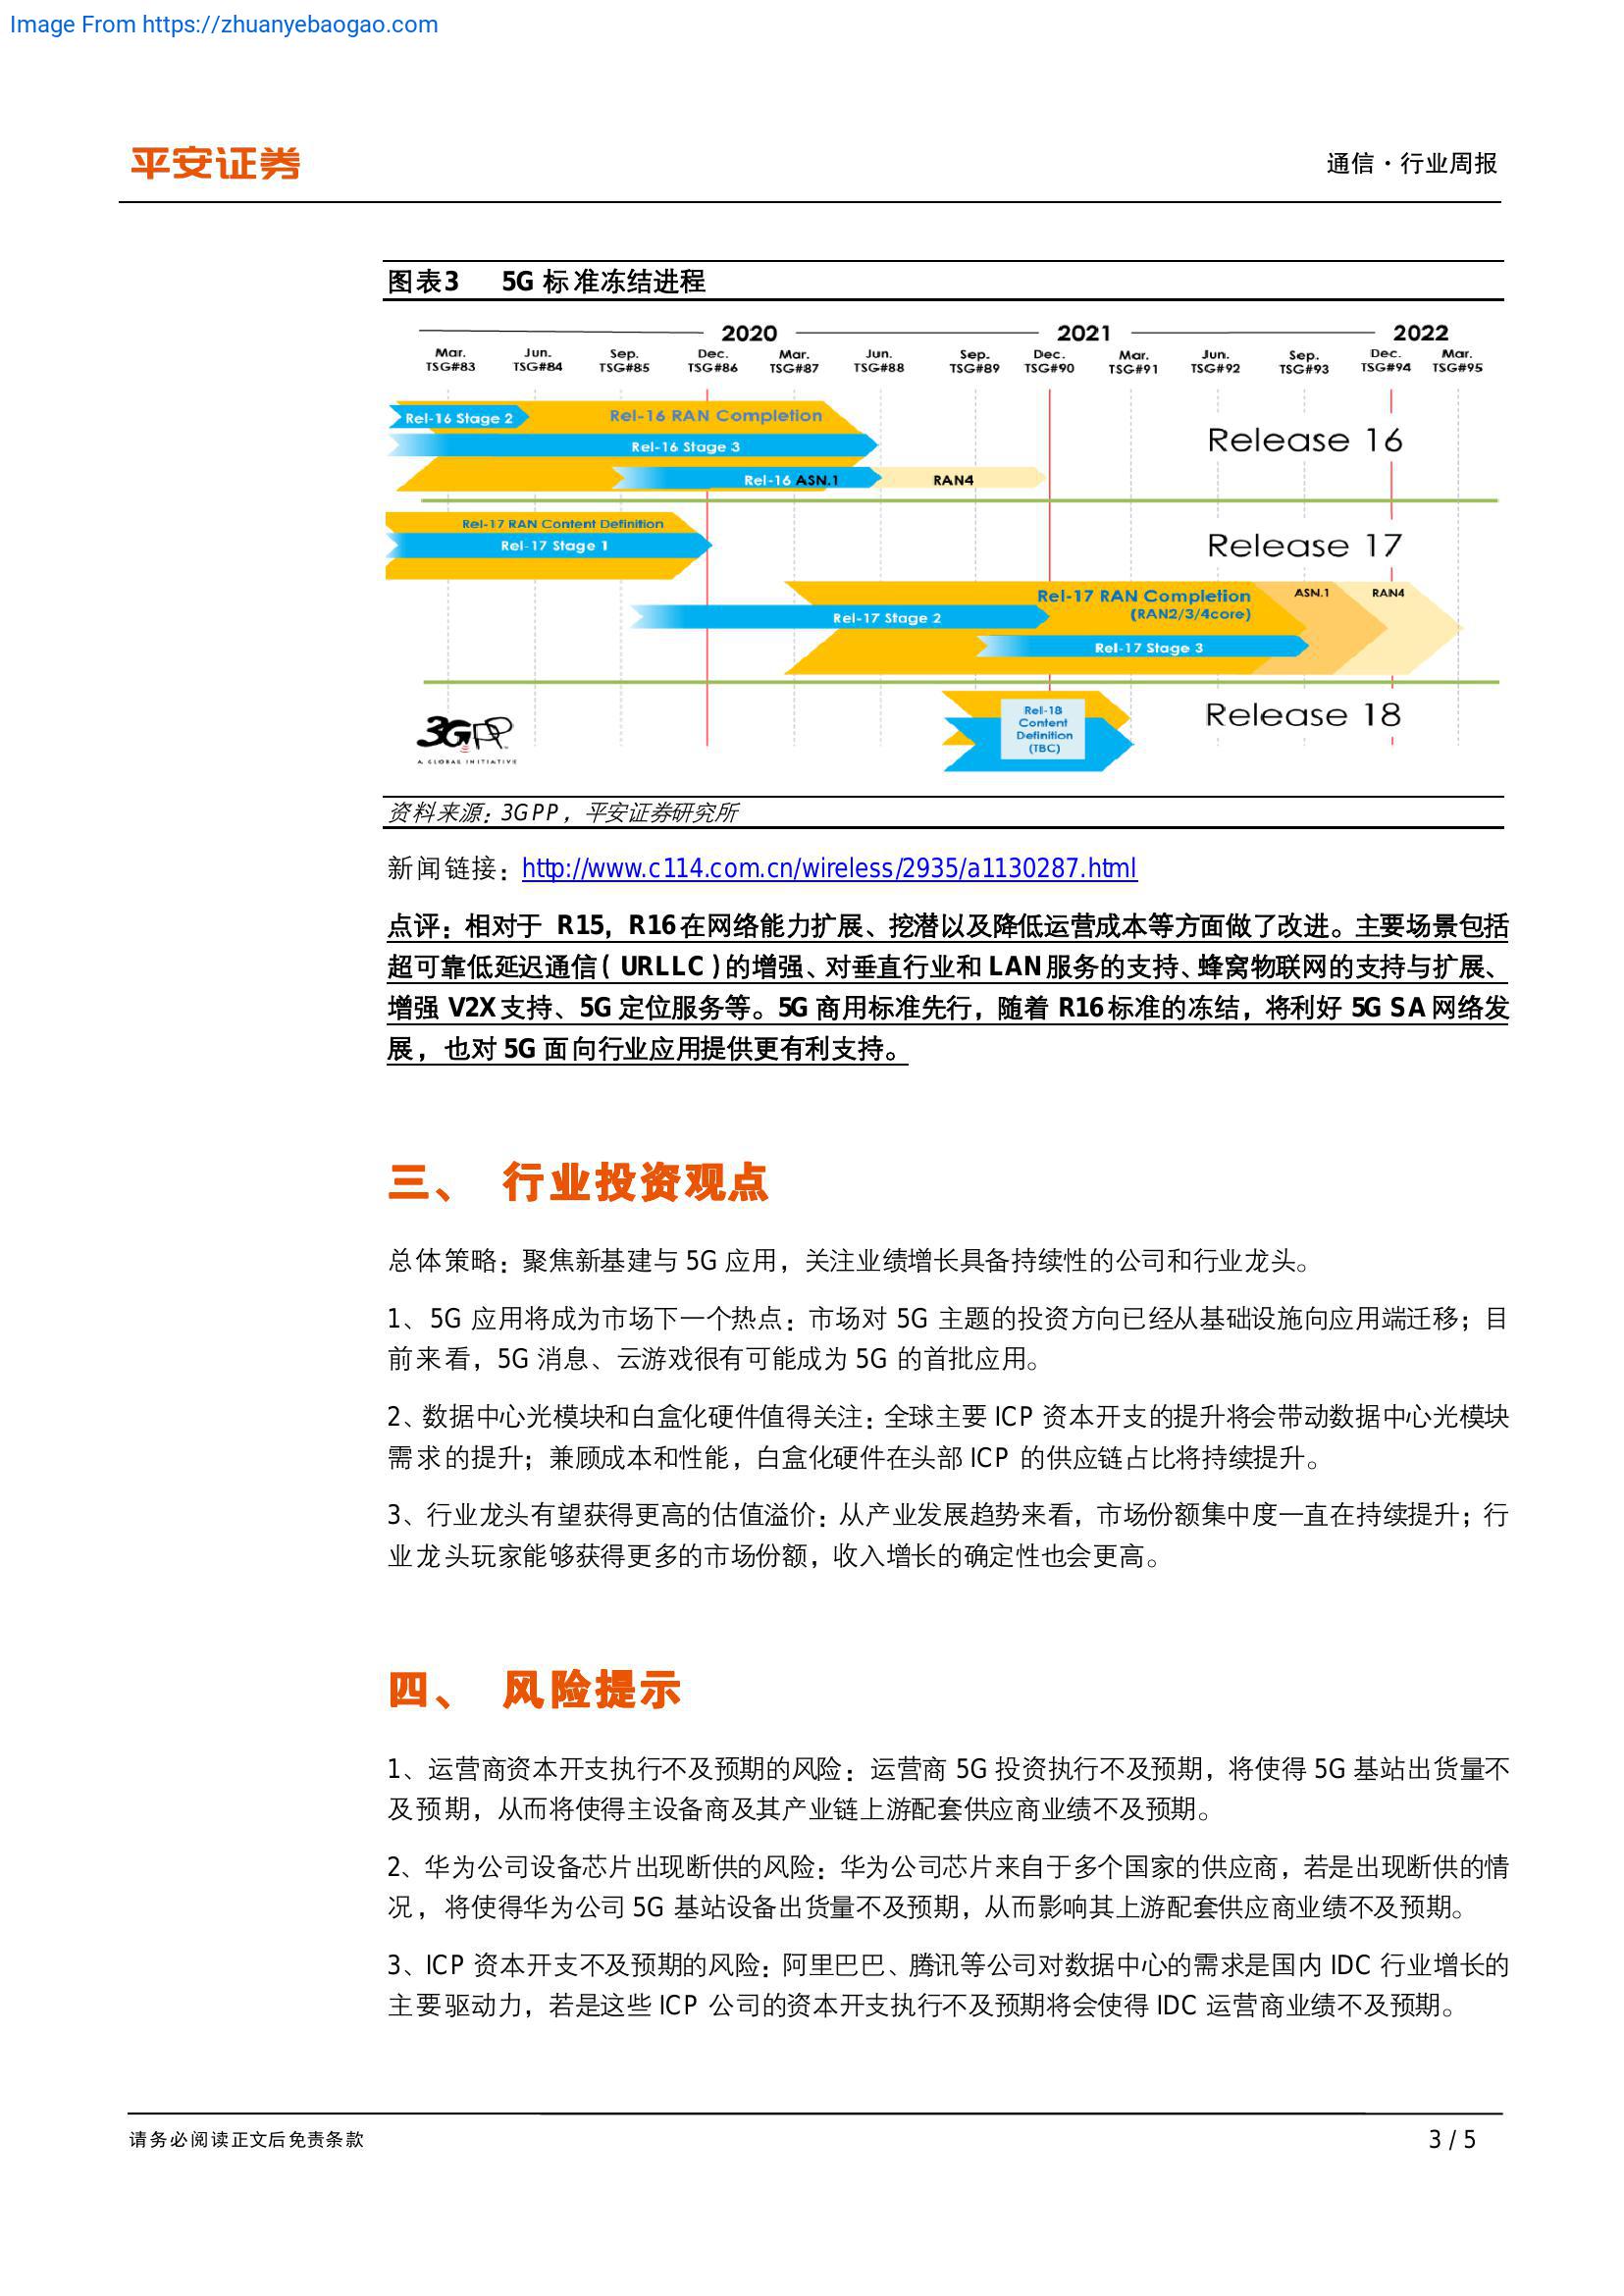 Image From https://zhuanyebaogao.com
平安证券
通信·行业周报
图表3 5G 标准冻结进程
2020 2021 2022
Mar. Jun. Sep. Dec. Mar. Jun. Sep. Dec. Mar. Jun. Sep. Dec. Mar.
TSG#83 TSG#84 TSG#85 TSG#86 TSG#87 TSG#88 TSG#89 TSG#90 TSG#91 TSG#92 TSG#93 TSG#94 TSG#95
Rel-16 Stage 2 Rel-16 RAN Completion
Release 16
Rel-16 Stage 3
Rel-16 ASN.1 RAN4
Rel-17 RAN Content Definition
Rel-17 Stage 1
Release 17
Rel-17 RAN Completion ASN.1 RAN4
(RAN2/3/4core)
Rel-17 Stage 2
Rel-17 Stage 3
Rel-18
Content
Definition
(TBC)
Release 18
3GPP
A GLOBAL INITIATIVE
资料来源：3GPP，平安证券研究所
新闻链接：http://www.c114.com.cn/wireless/2935/a1130287.html
点评：相对于 R15，R16在网络能力扩展、挖潜以及降低运营成本等方面做了改进。主要场景包括
超可靠低延迟通信( URLLC )的增强、对垂直行业和 LAN服务的支持、蜂窝物联网的支持与扩展、
增强 V2X支持、5G 定位服务等。5G 商用标准先行，随着 R16标准的冻结，将利好 5G SA网络发
展，也对 5G 面向行业应用提供更有利支持。
三、 行业投资观点
总体策略：聚焦新基建与 5G 应用，关注业绩增长具备持续性的公司和行业龙头。
1、5G 应用将成为市场下一个热点：市场对 5G 主题的投资方向已经从基础设施向应用端迁移；目
前来看，5G 消息、云游戏很有可能成为 5G 的首批应用。
2、数据中心光模块和白盒化硬件值得关注：全球主要 ICP 资本开支的提升将会带动数据中心光模块
需求的提升；兼顾成本和性能，白盒化硬件在头部 ICP 的供应链占比将持续提升。
3、行业龙头有望获得更高的估值溢价：从产业发展趋势来看，市场份额集中度一直在持续提升；行
业龙头玩家能够获得更多的市场份额，收入增长的确定性也会更高。
四、 风险提示
1、运营商资本开支执行不及预期的风险：运营商 5G 投资执行不及预期，将使得 5G 基站出货量不
及预期，从而将使得主设备商及其产业链上游配套供应商业绩不及预期。
2、华为公司设备芯片出现断供的风险：华为公司芯片来自于多个国家的供应商，若是出现断供的情
况，将使得华为公司 5G 基站设备出货量不及预期，从而影响其上游配套供应商业绩不及预期。
3、ICP 资本开支不及预期的风险：阿里巴巴、腾讯等公司对数据中心的需求是国内 IDC 行业增长的
主要驱动力，若是这些 ICP 公司的资本开支执行不及预期将会使得 IDC 运营商业绩不及预期。
请务必阅读正文后免责条款
3 / 5